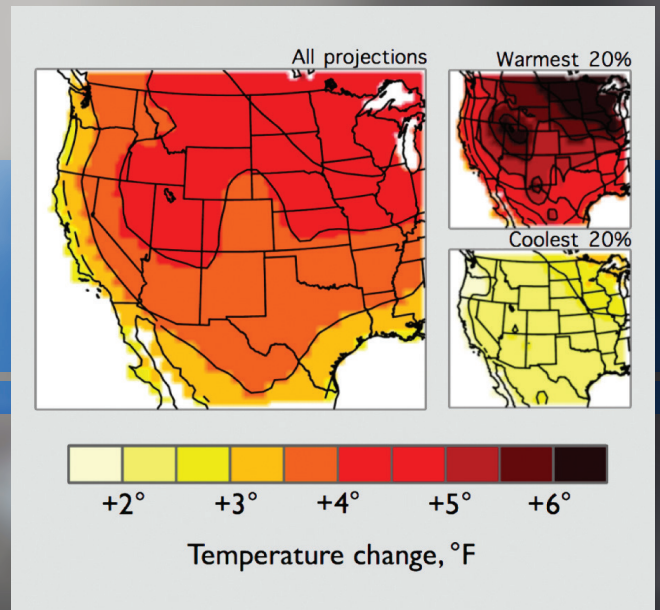 All projections
Warmest 20%
Coolest 20%
+2° +3° +4° +5° +6°
Temperature change, °F